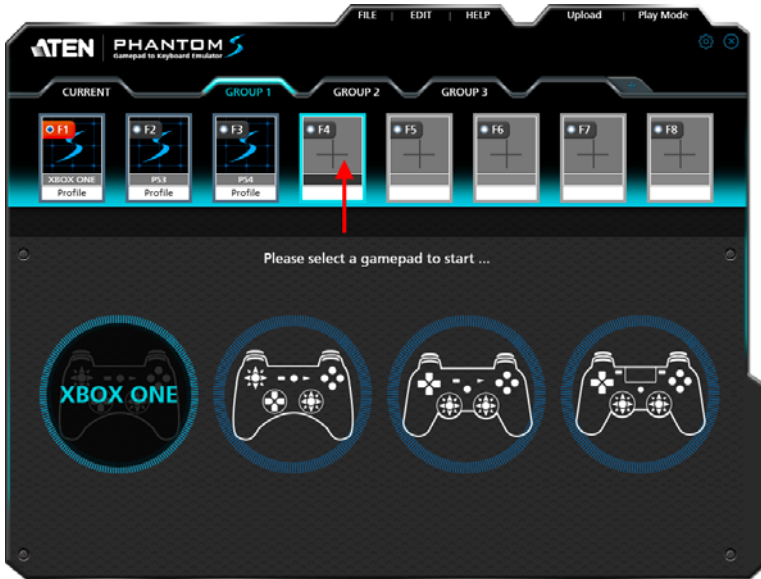 FILE | EDIT | HELP
Upload | Play Mode
ATEN PHANTOM S
Gamepad to Keyboard Emulator
CURRENT GROUP 1 GROUP 2 GROUP 3 +
F1 F2 F3 F4 F5 F6 F7 F8
XBOX ONE PS3 PS4
Profile Profile Profile
Please select a gamepad to start ...
XBOX ONE